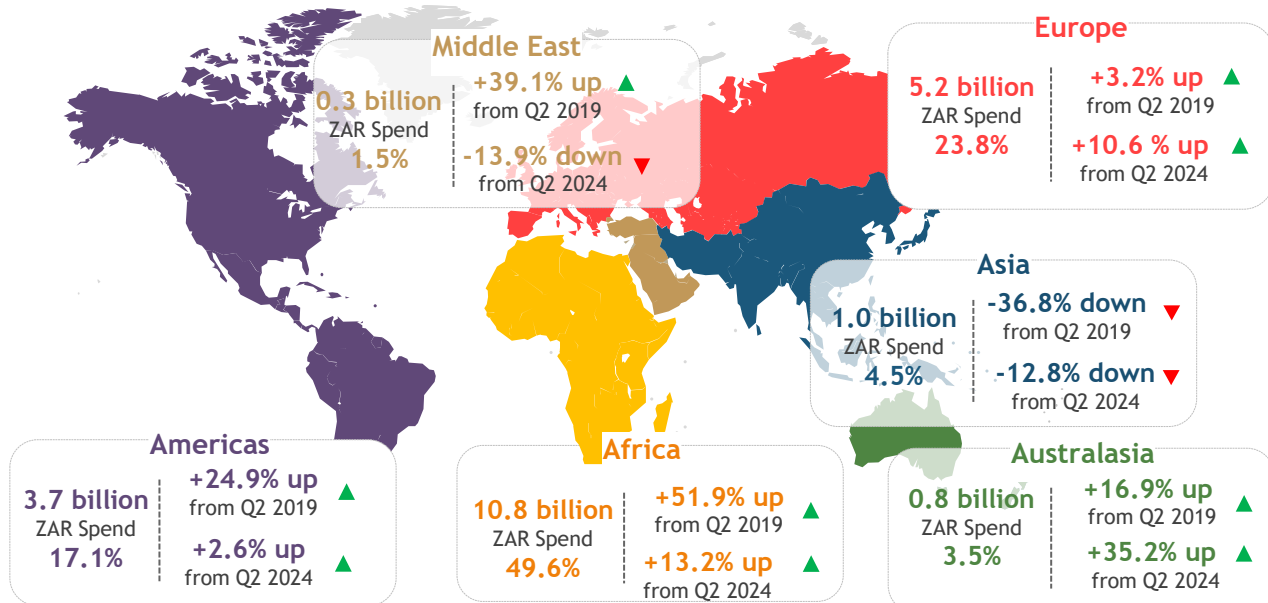 Middle East
0.3 billion
ZAR Spend
1.5%
+39.1% up
from Q2 2019
-13.9% down
from Q2 2024
Europe
5.2 billion
ZAR Spend
23.8%
+3.2% up
from Q2 2019
+10.6 % up
from Q2 2024
Asia
1.0 billion
ZAR Spend
4.5%
-36.8% down
from Q2 2019
-12.8% down
from Q2 2024
Americas
3.7 billion
ZAR Spend
17.1%
+24.9% up
from Q2 2019
+2.6% up
from Q2 2024
Africa
10.8 billion
ZAR Spend
49.6%
+51.9% up
from Q2 2019
+13.2% up
from Q2 2024
Australasia
0.8 billion
ZAR Spend
3.5%
+16.9% up
from Q2 2019
+35.2% up
from Q2 2024